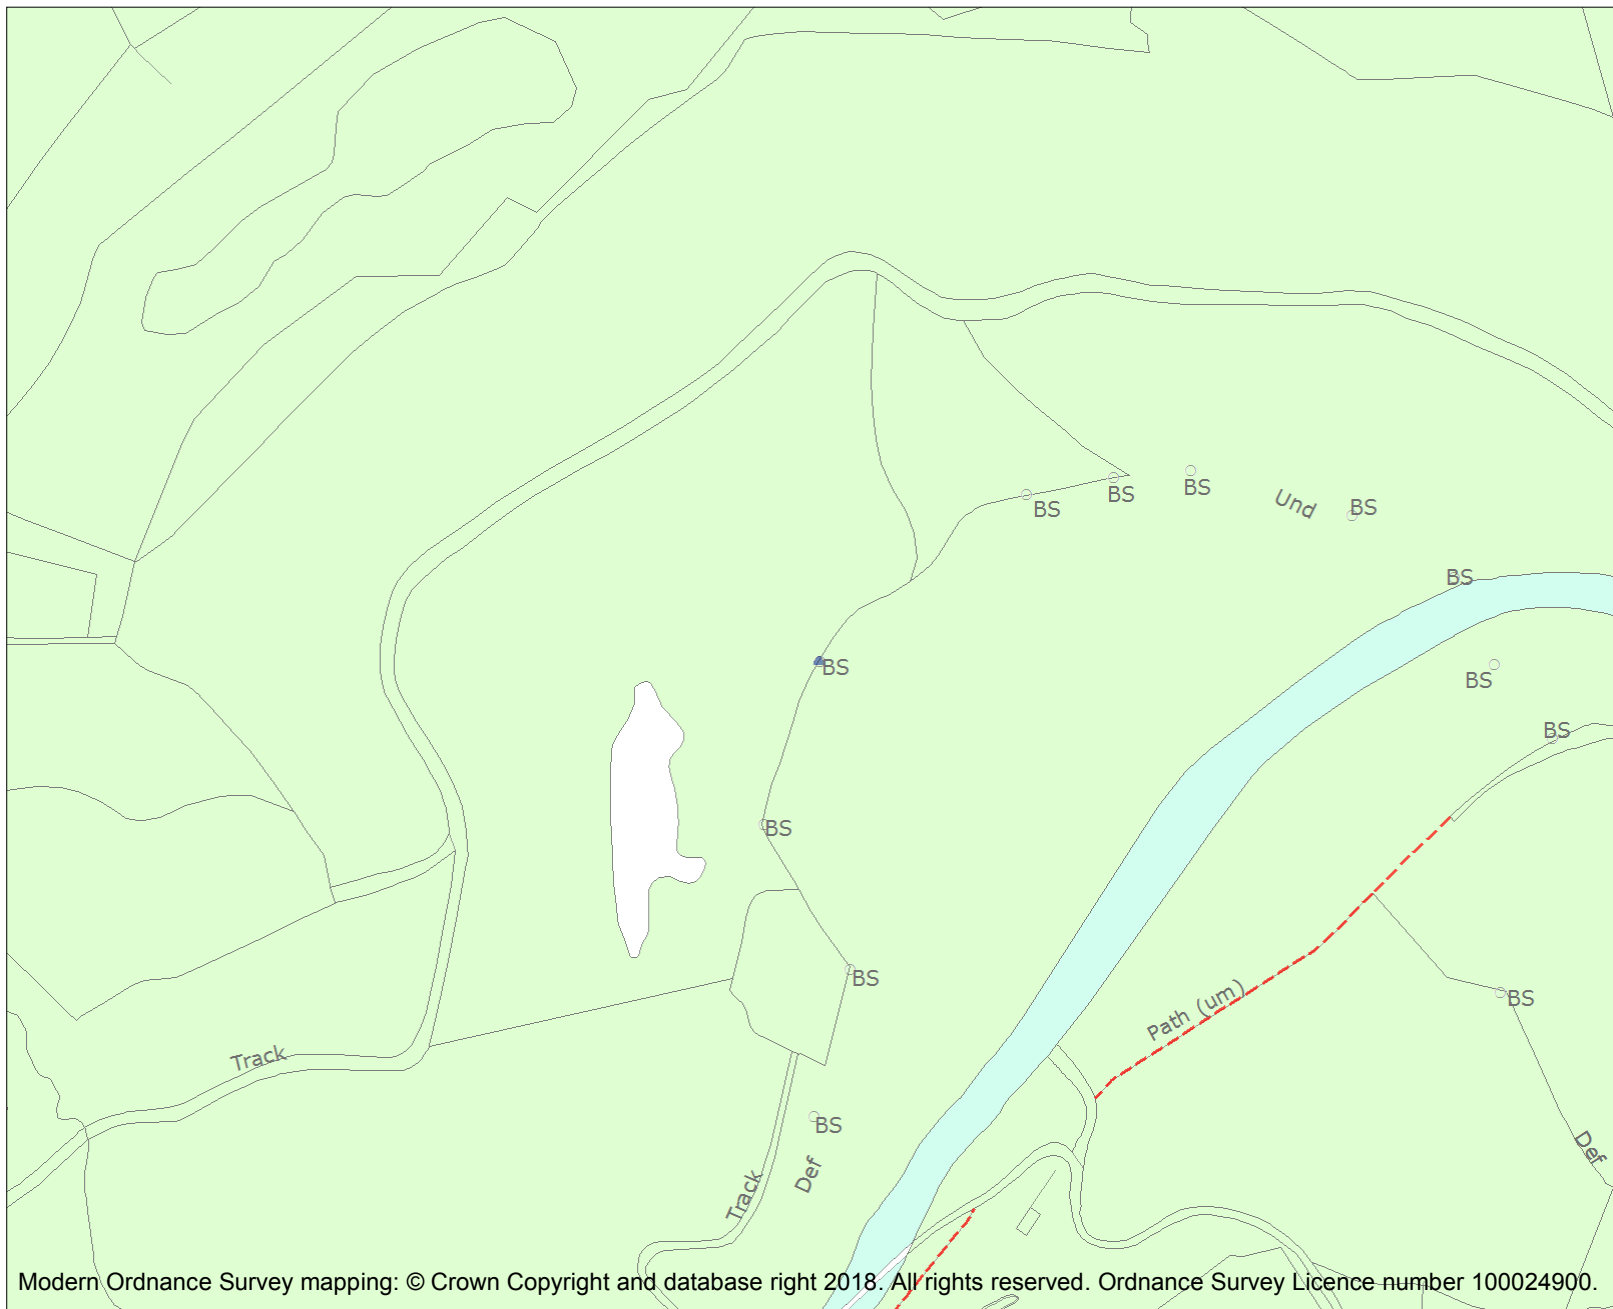 BS
BS
BS
BS
Und
BS
BS
BS
BS
BS
BS
BS
BS
Path (um)
Track
BS
Def
Track
Def
Modern Ordnance Survey mapping: © Crown Copyright and database right 2018. All rights reserved. Ordnance Survey Licence number 100024900.